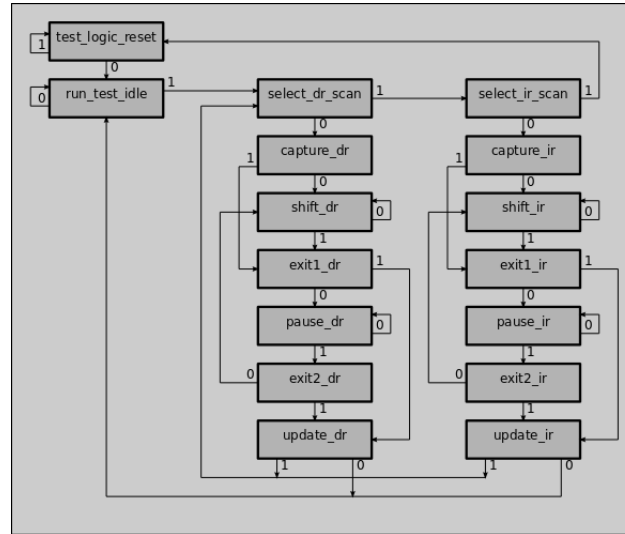 test_logic_reset
1
0
run_test_idle 1 select_dr_scan 1 select_ir_scan 1
0
0 0
capture_dr capture_ir
1 1
0 0
shift_dr shift_ir
0 0
1 1
exit1_dr 1 exit1_ir 1
0 0
pause_dr pause_ir
0 0
1 1
0 exit2_dr 0 exit2_ir
1 1
update_dr update_ir
1 0 1 0